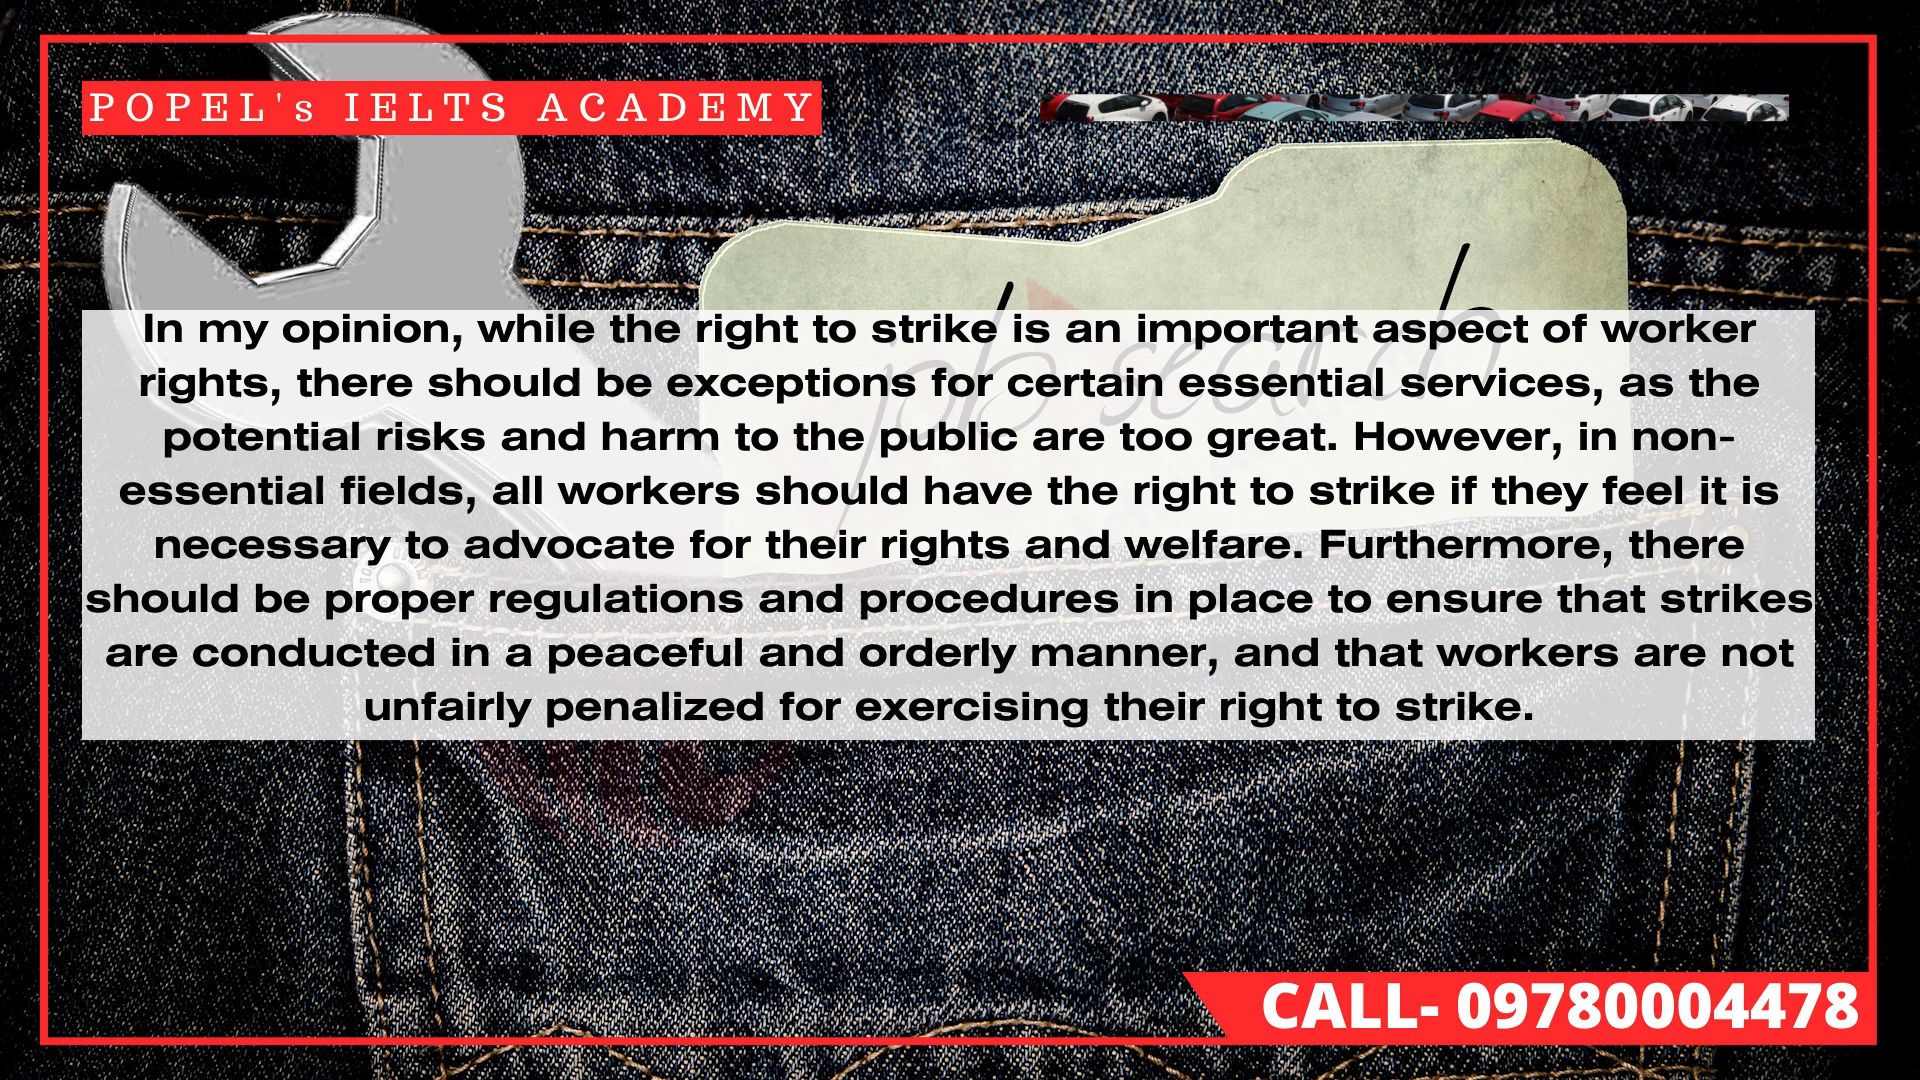 POPEL's IELTS ACADEMY
job search
In my opinion, while the right to strike is an important aspect of worker
rights, there should be exceptions for certain essential services, as the
potential risks and harm to the public are too great. However, in non-
essential fields, all workers should have the right to strike if they feel it is
necessary to advocate for their rights and welfare. Furthermore, there
should be proper regulations and procedures in place to ensure that strikes
are conducted in a peaceful and orderly manner, and that workers are not
unfairly penalized for exercising their right to strike.
CALL- 09780004478